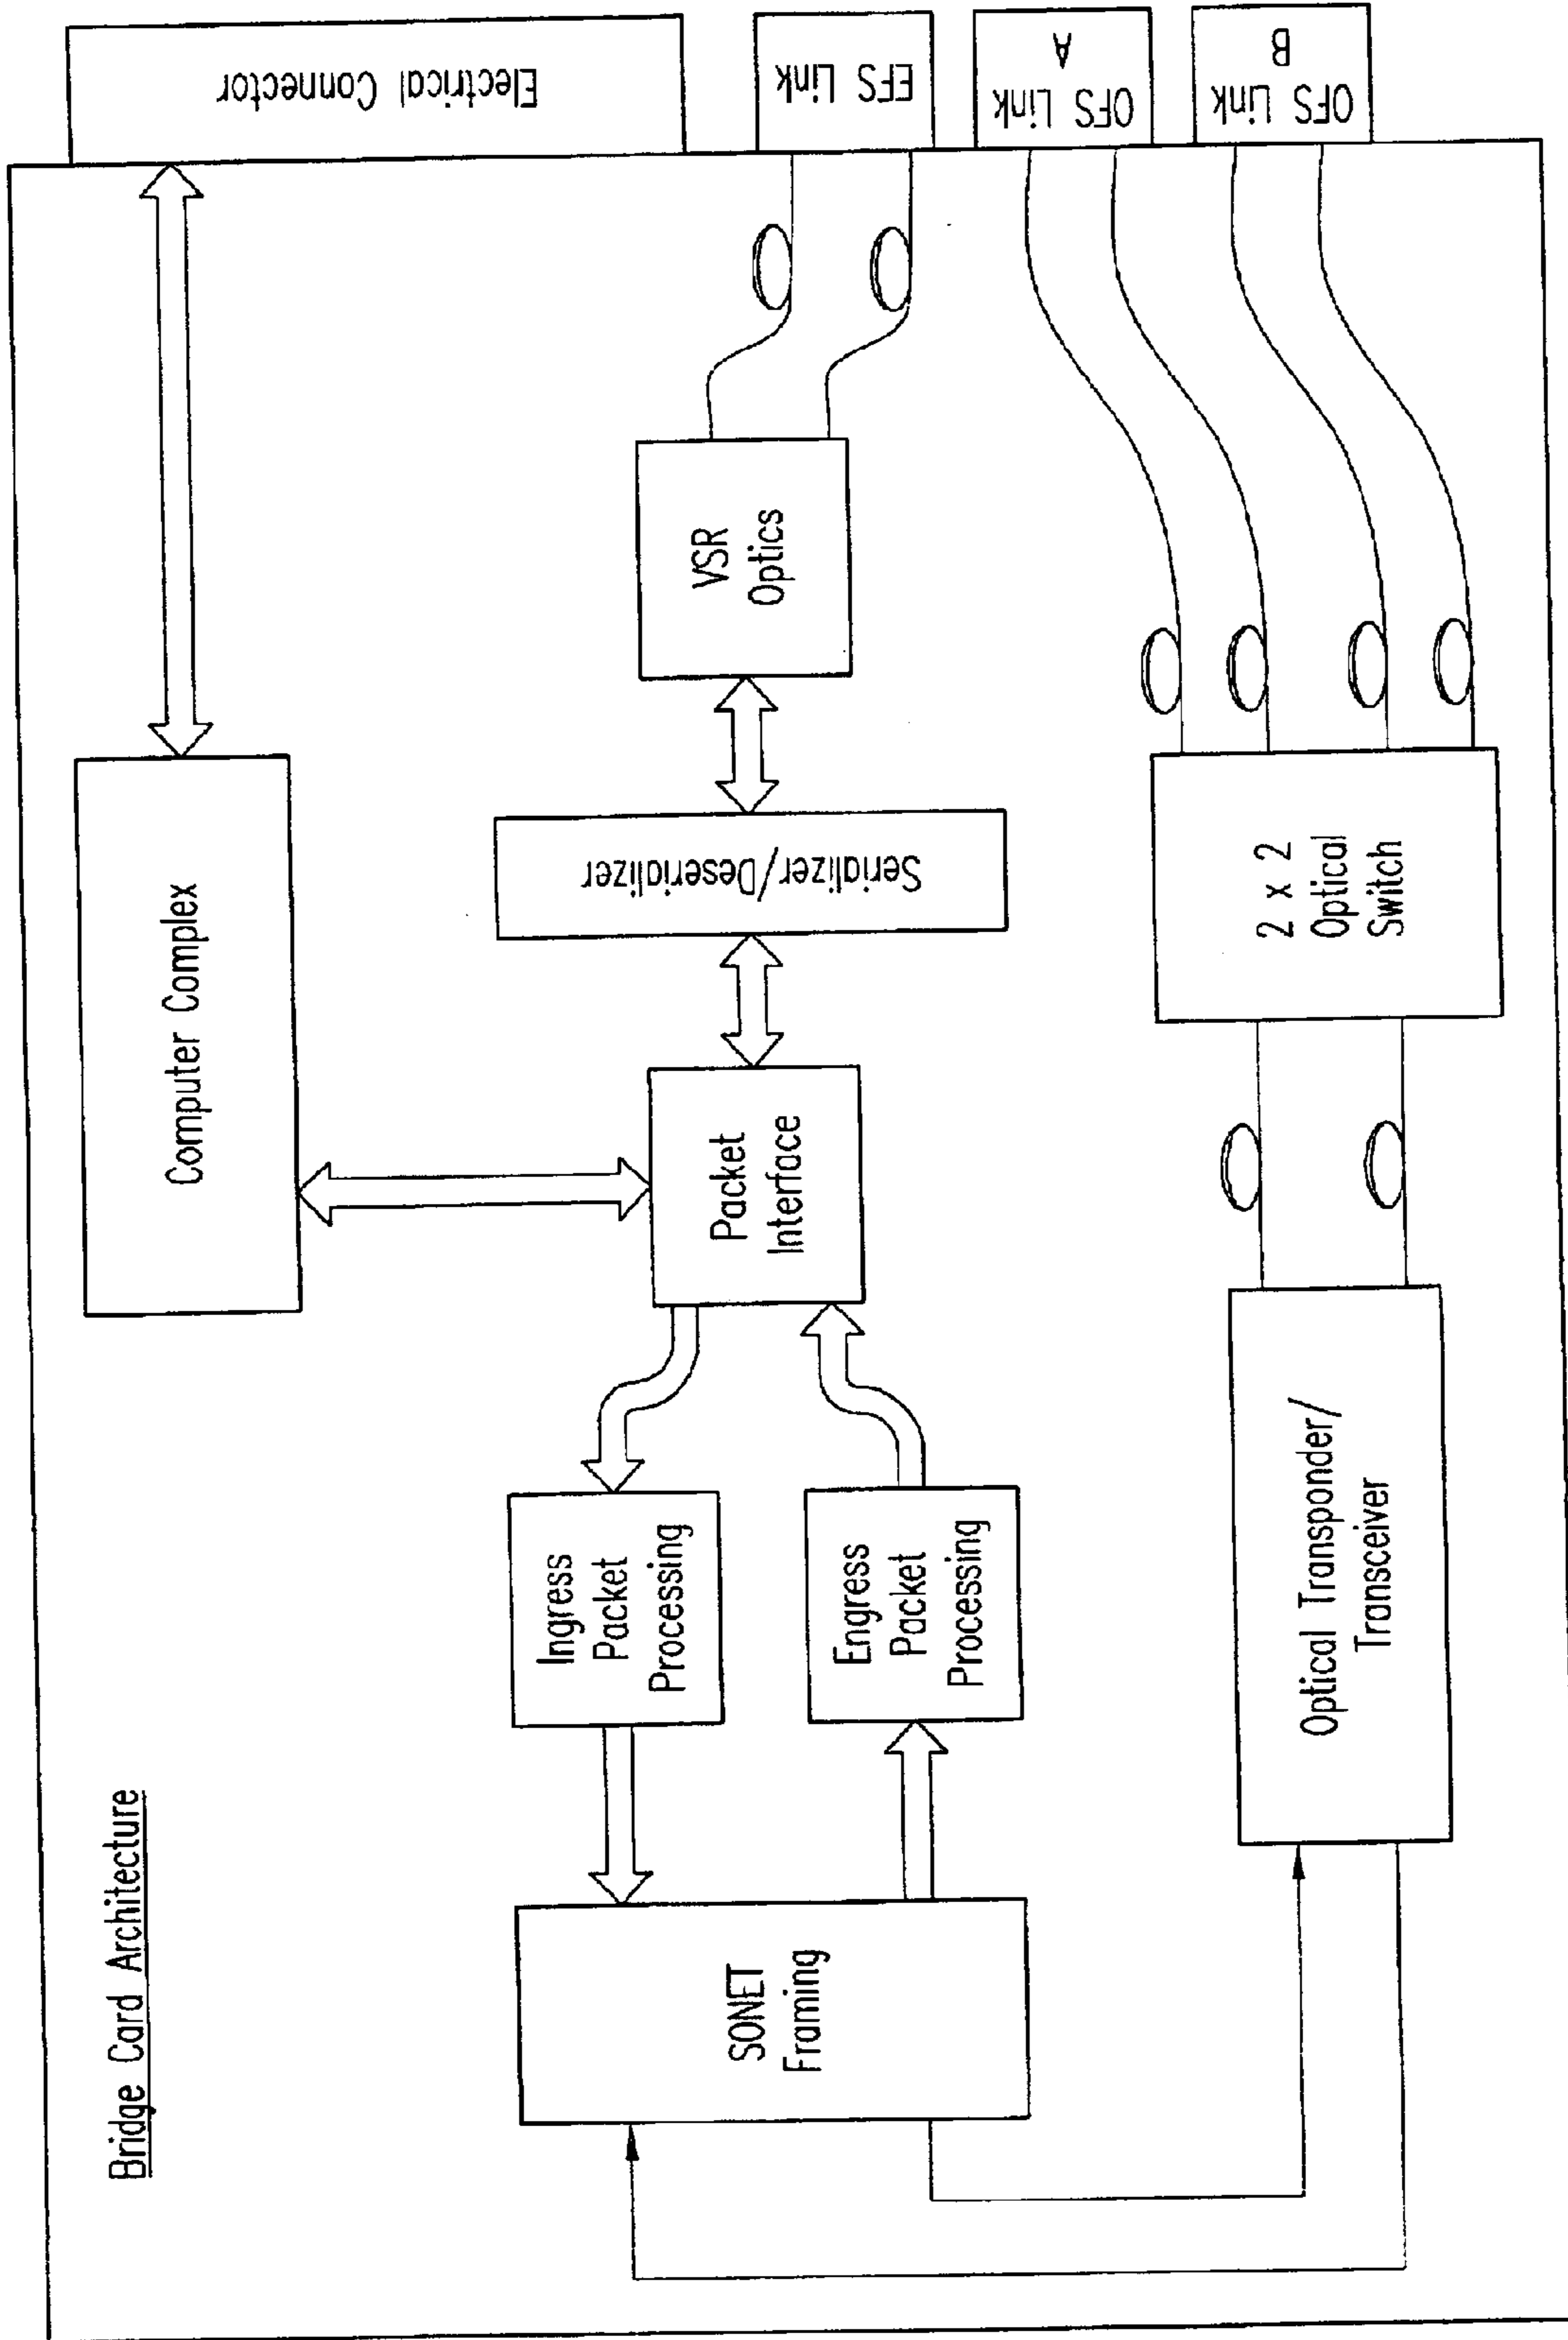 Bridge Card Architecture
Computer Complex
Electrical Connector
SONET
Framing
Ingress
Packet
Processing
Engress
Packet
Processing
Packet
Interface
Serializer/Deserializer
VSR
Optics
EFS Link
OFS Link
A
OFS Link
B
Optical Transponder/
Transceiver
2 x 2
Optical
Switch